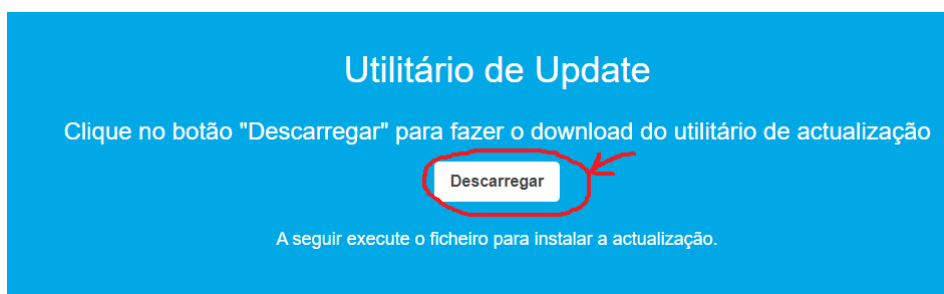 Utilitário de Update
Clique no botão "Descarregar" para fazer o download do utilitário de actualização
Descarregar
A seguir execute o ficheiro para instalar a actualização.